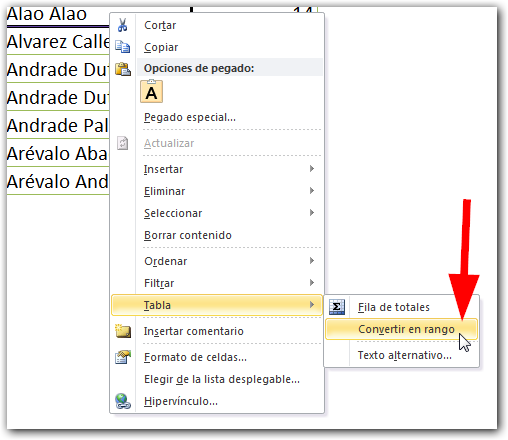 Alao Alao 14
Alvarez Calle
Andrade Du
Andrade Du
Andrade Pal
Arévalo Aba
Arévalo And
Cortar
Copiar
Opciones de pegado:
A
Pegado especial...
Actualizar
Insertar
Eliminar
Seleccionar
Borrar contenido
Ordenar
Filtrar
Tabla
Insertar comentario
Formato de celdas...
Elegir de la lista desplegable...
Hipervínculo...
Fila de totales
Convertir en rango
Texto alternativo...